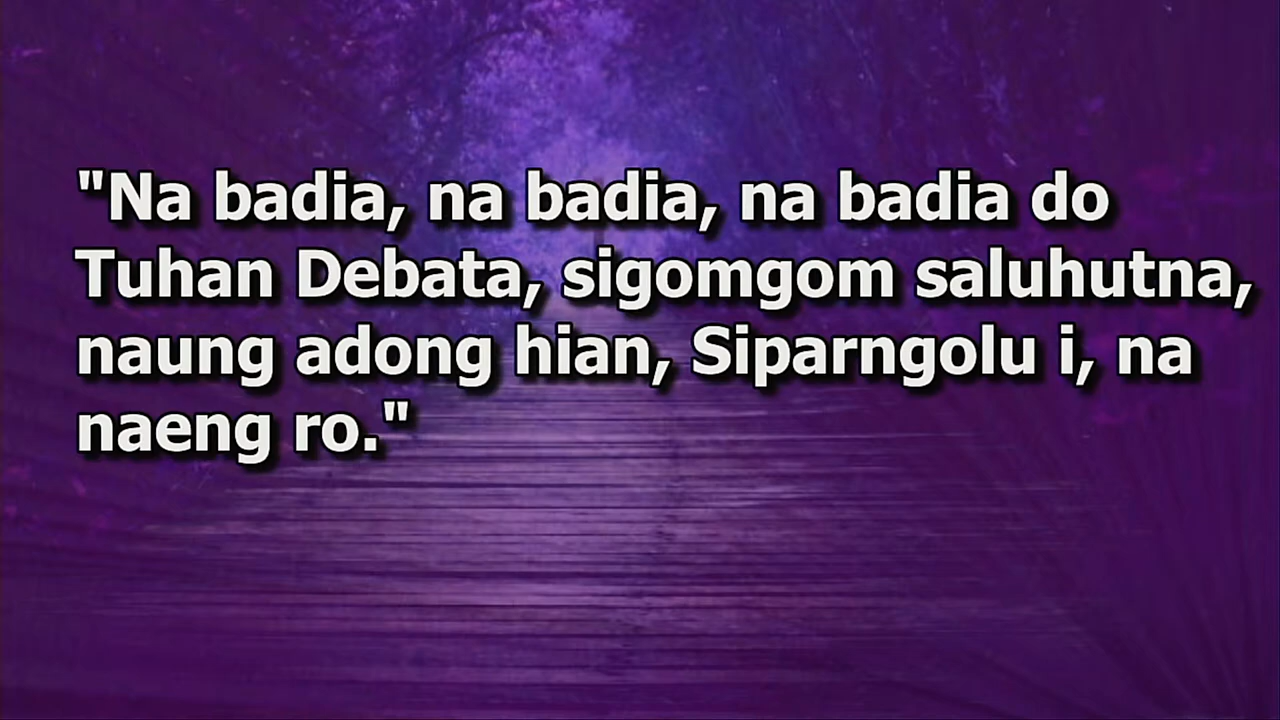 "Na badia, na badia, na badia do
Tuhan Debata, sigomgom saluhutna,
naung adong hian, Siparngolu i, na
naeng ro."